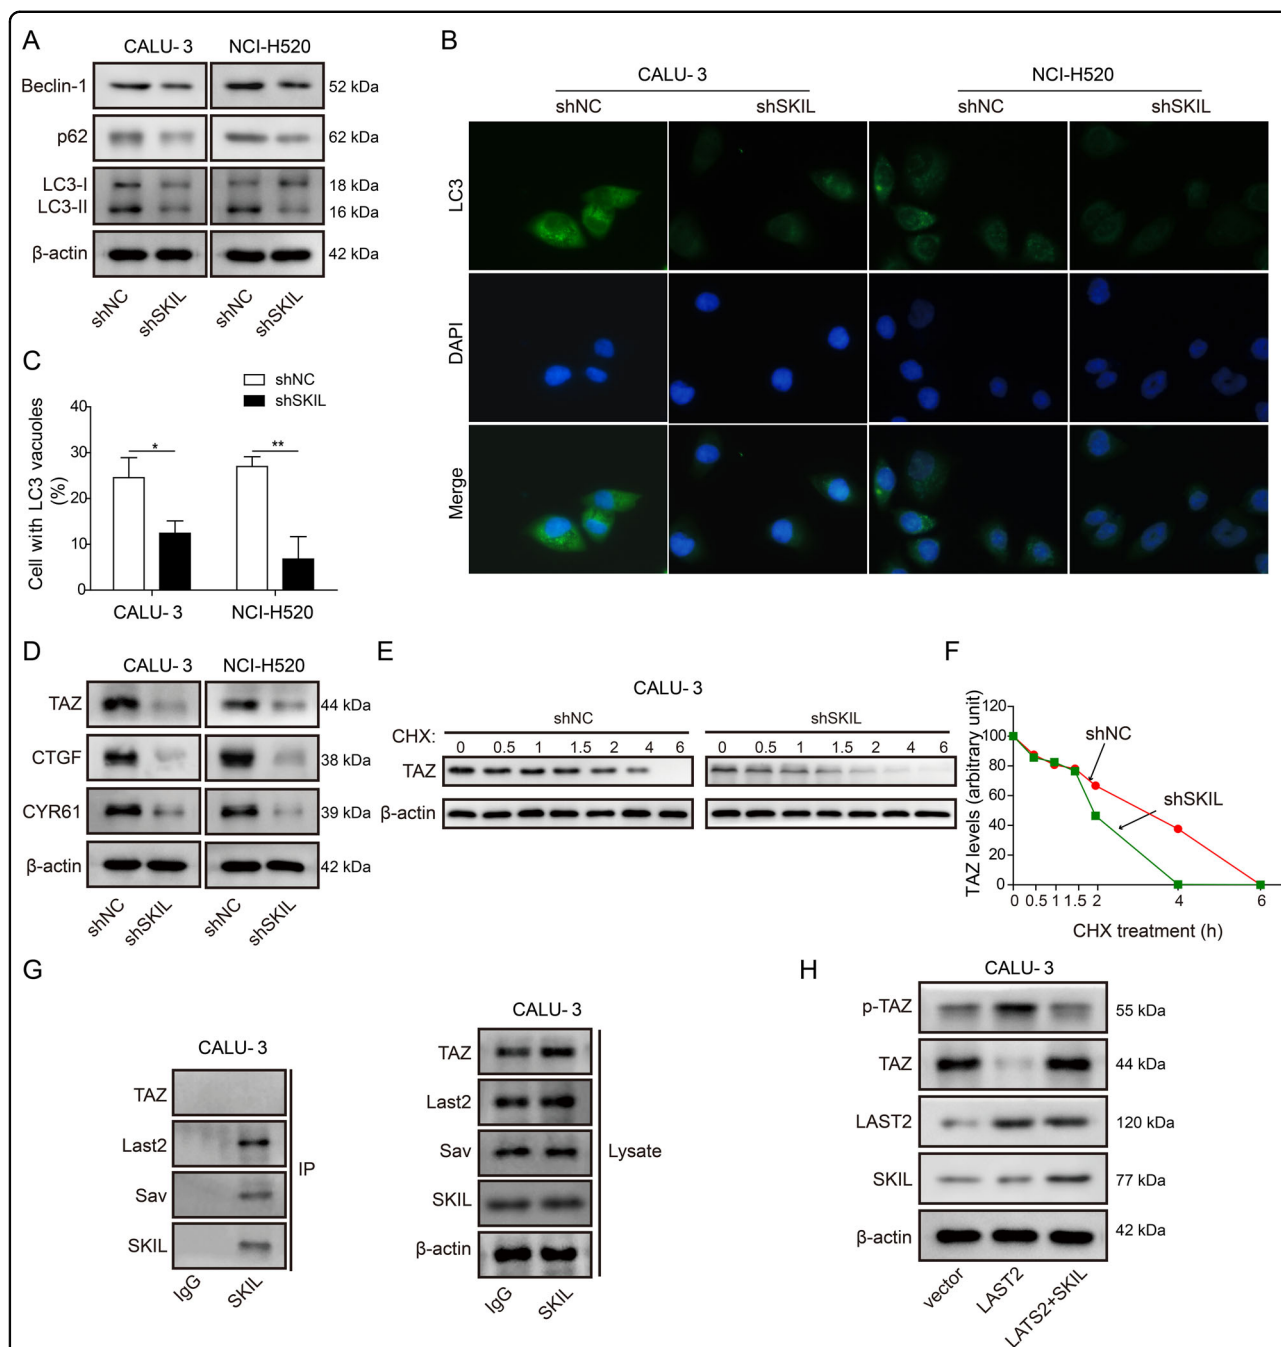 A
CALU- 3 NCI-H520
Beclin-1 52 kDa
p62 62 kDa
LC3-I 18 kDa
LC3-II 16 kDa
β-actin 42 kDa
shNC shSKIL shNC shSKIL
B
CALU- 3 NCI-H520
shNC shSKIL shNC shSKIL
LC3
DAPI
Merge
C
shNC
shSKIL
Cell with LC3 vacuoles
(%)
40
30
20
10
0
* **
CALU- 3 NCI-H520
D
CALU- 3 NCI-H520
TAZ 44 kDa
CTGF 38 kDa
CYR61 39 kDa
β-actin 42 kDa
shNC shSKIL shNC shSKIL
E
CALU- 3
shNC shSKIL
CHX: 0 0.5 1 1.5 2 4 6 0 0.5 1 1.5 2 4 6
TAZ
β-actin
F
TAZ levels (arbitrary unit)
120
100
80
60
40
20
0
shNC
shSKIL
0 0.5 1 1.5 2 4 6
CHX treatment (h)
G
CALU- 3
TAZ
Last2
Sav
SKIL
IP
IgG SKIL
CALU- 3
TAZ
Last2
Sav
SKIL
β-actin
Lysate
IgG SKIL
H
CALU- 3
p-TAZ 55 kDa
TAZ 44 kDa
LAST2 120 kDa
SKIL 77 kDa
β-actin 42 kDa
vector LAST2 LATS2+SKIL